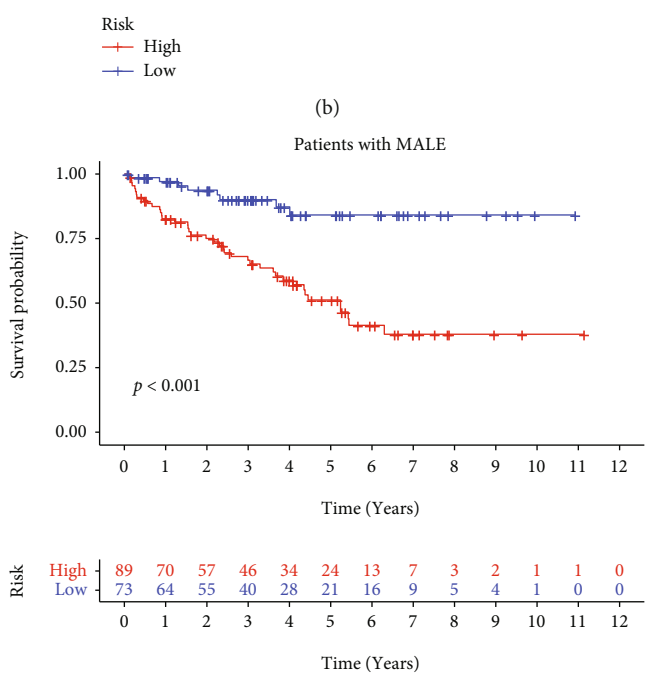 Risk
High
Low
(b)
Patients with MALE
1.00
0.75
0.50
0.25
0.00
Survival probability
p < 0.001
0 1 2 3 4 5 6 7 8 9 10 11 12
Time (Years)
Risk
High 89 70 57 46 34 24 13 7 3 2 1 1 0
Low 73 64 55 40 28 21 16 9 5 4 1 0 0
0 1 2 3 4 5 6 7 8 9 10 11 12
Time (Years)